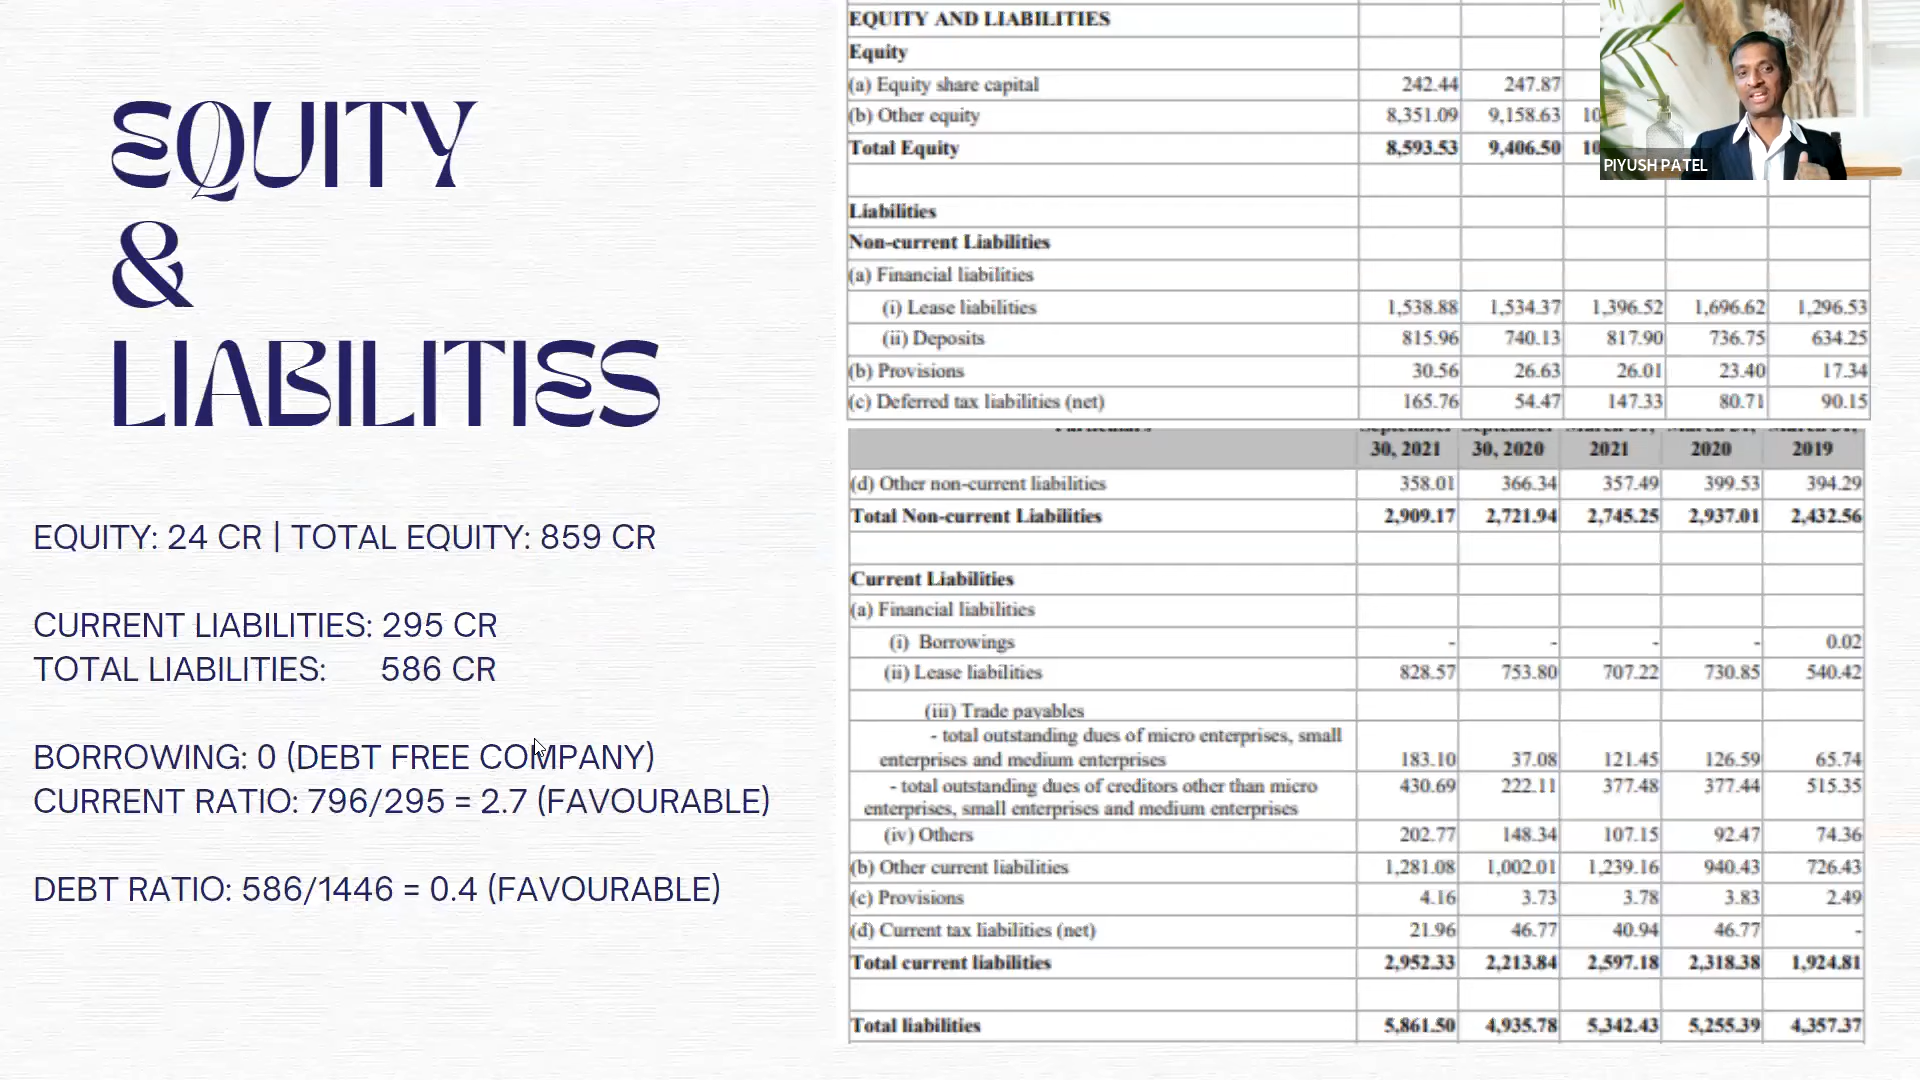 EQUITY
&
LIABILITIES
EQUITY: 24 CR | TOTAL EQUITY: 859 CR
CURRENT LIABILITIES: 295 CR
TOTAL LIABILITIES: 586 CR
BORROWING: 0 (DEBT FREE COMPANY)
CURRENT RATIO: 796/295 = 2.7 (FAVOURABLE)
DEBT RATIO: 586/1446 = 0.4 (FAVOURABLE)
EQUITY AND LIABILITIES
Equity
(a) Equity share capital 242.44 247.87
(b) Other equity 8,351.09 9,158.63 10
Total Equity 8,593.53 9,406.50 10
PIYUSH PATEL
Liabilities
Non-current Liabilities
(a) Financial liabilities
(i) Lease liabilities 1,538.88 1,534.37 1,396.52 1,696.62 1,296.53
(ii) Deposits 815.96 740.13 817.90 736.75 634.25
(b) Provisions 30.56 26.63 26.01 23.40 17.34
(c) Deferred tax liabilities (net) 165.76 54.47 147.33 80.71 90.15
30, 2021 30, 2020 2021 2020 2019
(d) Other non-current liabilities 358.01 366.34 357.49 399.53 394.29
Total Non-current Liabilities 2,909.17 2,721.94 2,745.25 2,937.01 2,432.56
Current Liabilities
(a) Financial liabilities
(i) Borrowings - - - - 0.02
(ii) Lease liabilities 828.57 753.80 707.22 730.85 540.42
(iii) Trade payables
- total outstanding dues of micro enterprises, small
enterprises and medium enterprises 183.10 37.08 121.45 126.59 65.74
- total outstanding dues of creditors other than micro 430.69 222.11 377.48 377.44 515.35
enterprises, small enterprises and medium enterprises
(iv) Others 202.77 148.34 107.15 92.47 74.36
(b) Other current liabilities 1,281.08 1,002.01 1,239.16 940.43 726.43
(c) Provisions 4.16 3.73 3.78 3.83 2.49
(d) Current tax liabilities (net) 21.96 46.77 40.94 46.77 -
Total current liabilities 2,952.33 2,213.84 2,597.18 2,318.38 1,924.81
Total liabilities 5,861.50 4,935.78 5,342.43 5,255.39 4,357.37